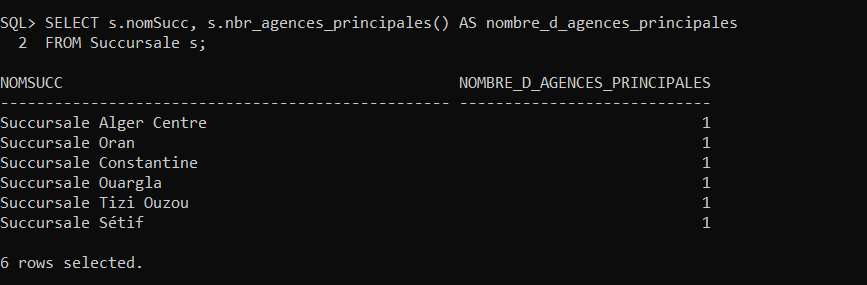 SQL> SELECT s.nomSucc, s.nbr_agences_principales() AS nombre_d_agences_principales
  2  FROM Succursale s;
NOMSUCC                                            NOMBRE_D_AGENCES_PRINCIPALES
-------------------------------------------------- ----------------------------
Succursale Alger Centre                                                       1
Succursale Oran                                                               1
Succursale Constantine                                                        1
Succursale Ouargla                                                            1
Succursale Tizi Ouzou                                                         1
Succursale Sétif                                                              1
6 rows selected.